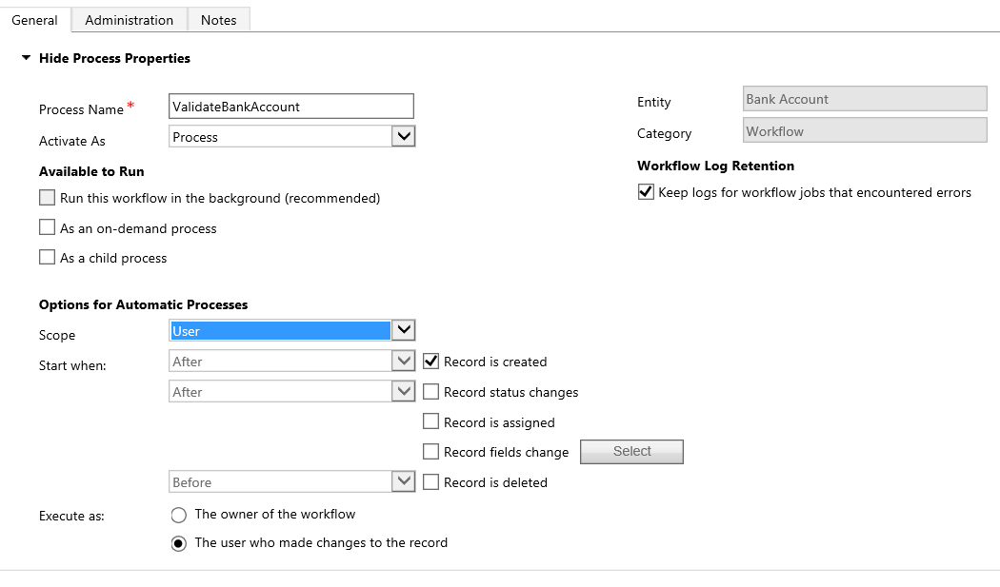 General Administration Notes
Hide Process Properties
Process Name * ValidateBankAccount
Activate As Process
Available to Run
Run this workflow in the background (recommended)
As an on-demand process
As a child process
Entity Bank Account
Category Workflow
Workflow Log Retention
Keep logs for workflow jobs that encountered errors
Options for Automatic Processes
Scope User
Start when: After Record is created
After Record status changes
Record is assigned
Record fields change Select
Before Record is deleted
Execute as: The owner of the workflow
The user who made changes to the record